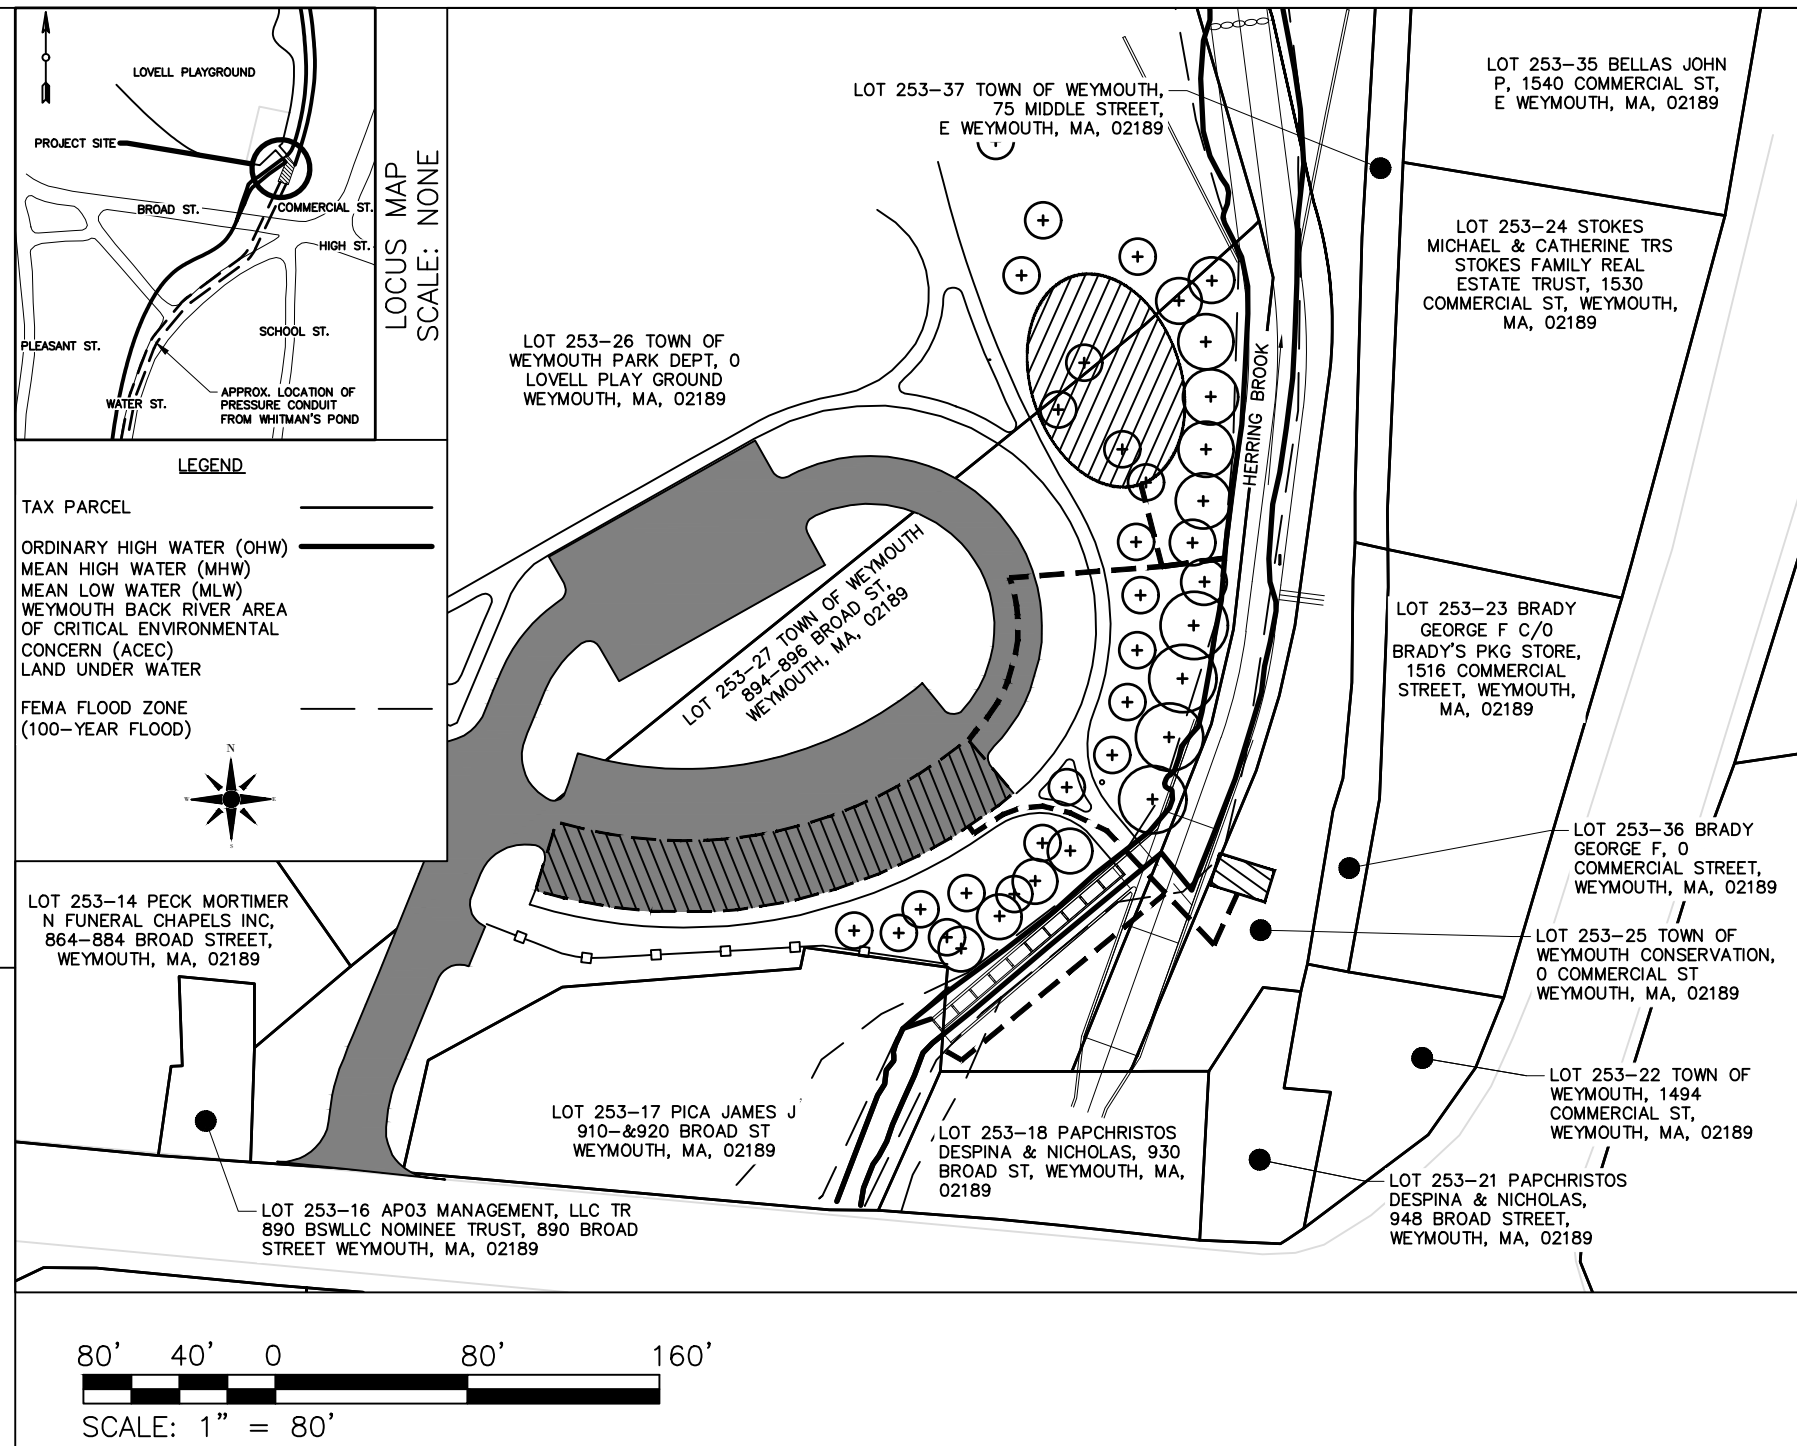 LOVELL PLAYGROUND
PROJECT SITE
BROAD ST.
COMMERCIAL ST.
HIGH ST.
SCHOOL ST.
PLEASANT ST.
WATER ST.
APPROX. LOCATION OF
PRESSURE CONDUIT
FROM WHITMAN'S POND
LOCUS MAP
SCALE: NONE
LEGEND
TAX PARCEL
ORDINARY HIGH WATER (OHW)
MEAN HIGH WATER (MHW)
MEAN LOW WATER (MLW)
WEYMOUTH BACK RIVER AREA
OF CRITICAL ENVIRONMENTAL
CONCERN (ACEC)
LAND UNDER WATER
FEMA FLOOD ZONE
(100-YEAR FLOOD)
N
W
E
S
LOT 253-37 TOWN OF WEYMOUTH,
75 MIDDLE STREET,
E WEYMOUTH, MA, 02189
LOT 253-35 BELLAS JOHN
P, 1540 COMMERCIAL ST,
E WEYMOUTH, MA, 02189
LOT 253-24 STOKES
MICHAEL & CATHERINE TRS
STOKES FAMILY REAL
ESTATE TRUST, 1530
COMMERCIAL ST, WEYMOUTH,
MA, 02189
LOT 253-26 TOWN OF
WEYMOUTH PARK DEPT, 0
LOVELL PLAY GROUND
WEYMOUTH, MA, 02189
HERRING BROOK
LOT 253-27 TOWN OF WEYMOUTH
894-896 BROAD ST,
WEYMOUTH, MA, 02189
LOT 253-23 BRADY
GEORGE F C/O
BRADY'S PKG STORE,
1516 COMMERCIAL
STREET, WEYMOUTH,
MA, 02189
LOT 253-36 BRADY
GEORGE F, 0
COMMERCIAL STREET,
WEYMOUTH, MA, 02189
LOT 253-14 PECK MORTIMER
N FUNERAL CHAPELS INC,
864-884 BROAD STREET,
WEYMOUTH, MA, 02189
LOT 253-25 TOWN OF
WEYMOUTH CONSERVATION,
0 COMMERCIAL ST
WEYMOUTH, MA, 02189
LOT 253-22 TOWN OF
WEYMOUTH, 1494
COMMERCIAL ST,
WEYMOUTH, MA, 02189
LOT 253-17 PICA JAMES J
910-&920 BROAD ST
WEYMOUTH, MA, 02189
LOT 253-18 PAPCHRISTOS
DESPINA & NICHOLAS, 930
BROAD ST, WEYMOUTH, MA,
02189
LOT 253-21 PAPCHRISTOS
DESPINA & NICHOLAS,
948 BROAD STREET,
WEYMOUTH, MA, 02189
LOT 253-16 AP03 MANAGEMENT, LLC TR
890 BSWLLC NOMINEE TRUST, 890 BROAD
STREET WEYMOUTH, MA, 02189
80' 40' 0 80' 160'
SCALE: 1" = 80'